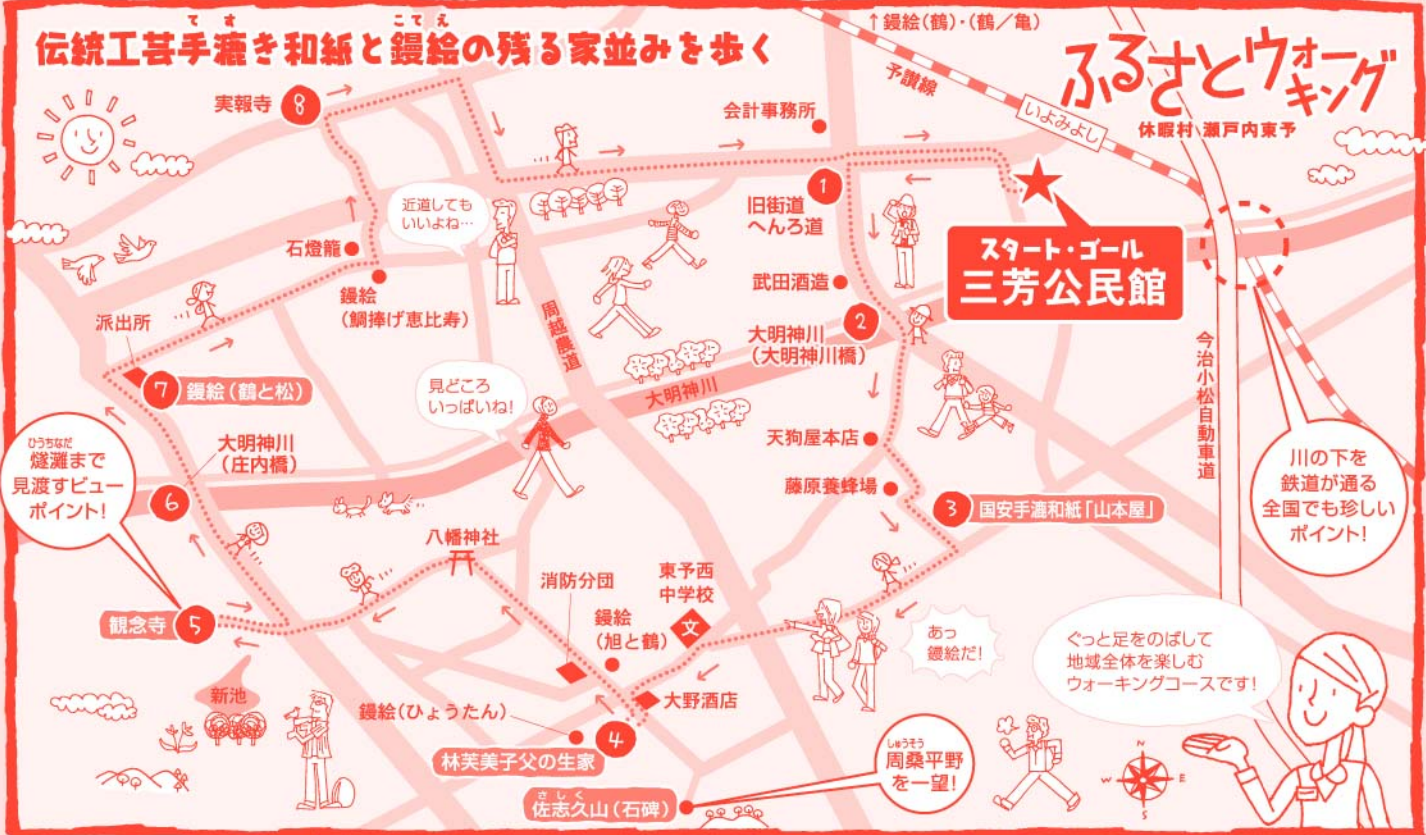 てす
こてえ
伝統工芸手漉き和紙と鏝絵の残る家並みを歩く
↑鏝絵(鶴)・(鶴/亀)
予讃線
いよみよし
ふるさとウォーキング
休暇村 瀬戸内東予
実報寺
8
会計事務所
1
旧街道
へんろ道
近道しても
いいよね…
石燈籠
鏝絵
(鯛捧げ恵比寿)
武田酒造
スタート・ゴール
三芳公民館
派出所
周越農道
2
大明神川
(大明神川橋)
今治小松自動車道
7
鏝絵(鶴と松)
見どころ
いっぱいね!
大明神川
天狗屋本店
ひうちなだ
燧灘まで
見渡すビュー
ポイント!
大明神川
(庄内橋)
6
藤原養蜂場
3
国安手漉和紙「山本屋」
川の下を
鉄道が通る
全国でも珍しい
ポイント!
八幡神社
消防分団
東予西
中学校
文
鏝絵
(旭と鶴)
観念寺
5
あっ
鏝絵だ!
ぐっと足をのばして
地域全体を楽しむ
ウォーキングコースです!
新池
大野酒店
鏝絵(ひょうたん)
4
林芙美子父の生家
しゅうそう
周桑平野
を一望!
さしく
佐志久山(石碑)
N
W
E
S